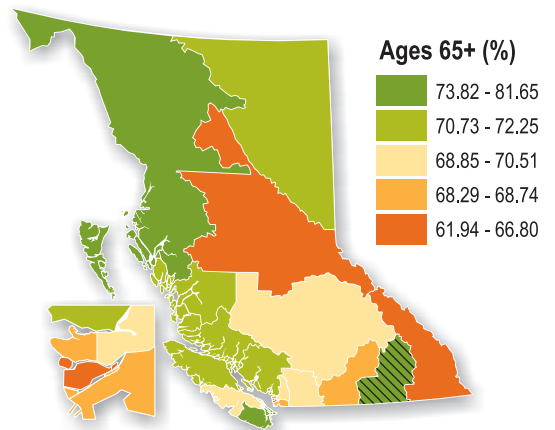 Ages 65+ (%)
73.82 - 81.65
70.73 - 72.25
68.85 - 70.51
68.29 - 68.74
61.94 - 66.80